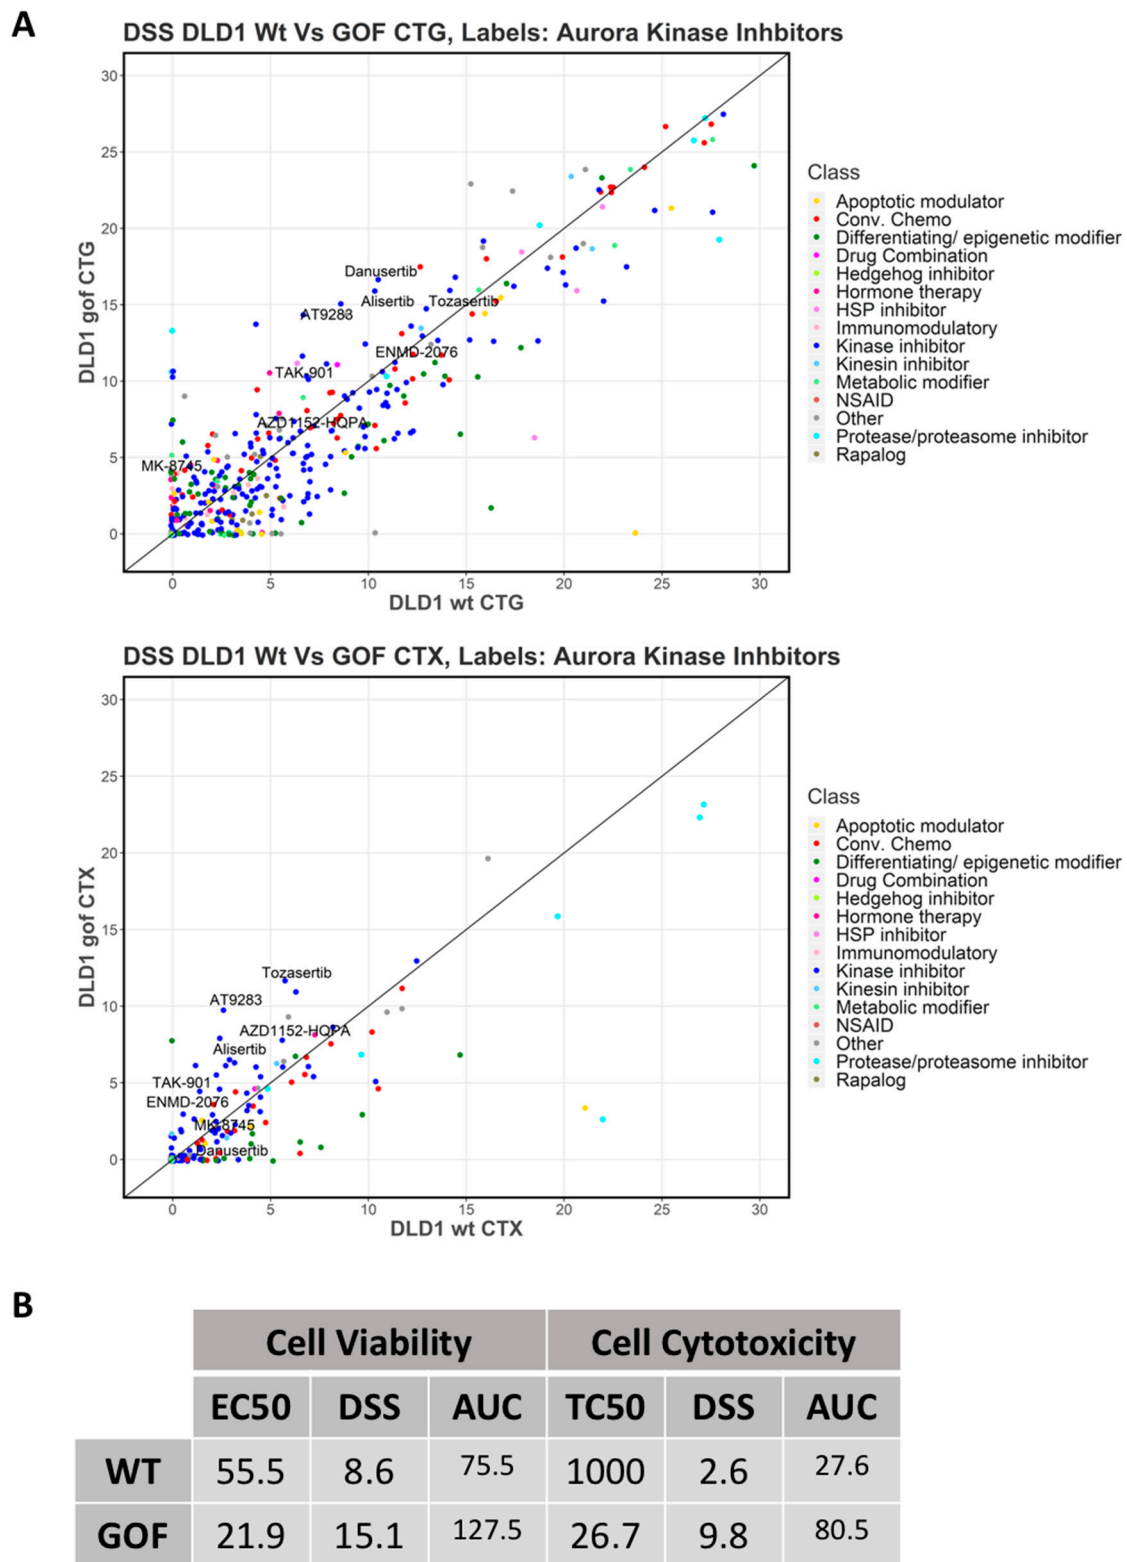 A
DSS DLD1 Wt Vs GOF CTG, Labels: Aurora Kinase Inhbitors
DLD1 gof CTG
30
25
20
15
10
5
0
Danusertib
Alisertib
Tozasertib
AT9283
ENMD-2076
TAK-901
AZD1152-HQPA
MK-8745
0 5 10 15 20 25 30
DLD1 wt CTG
Class
Apoptotic modulator
Conv. Chemo
Differentiating/ epigenetic modifier
Drug Combination
Hedgehog inhibitor
Hormone therapy
HSP inhibitor
Immunomodulatory
Kinase inhibitor
Kinesin inhibitor
Metabolic modifier
NSAID
Other
Protease/proteasome inhibitor
Rapalog
DSS DLD1 Wt Vs GOF CTX, Labels: Aurora Kinase Inhbitors
DLD1 gof CTX
30
25
20
15
10
5
0
Tozasertib
AT9283
AZD1152-HQPA
Alisertib
TAK-901
ENMD-2076
MK-8745
Danusertib
0 5 10 15 20 25 30
DLD1 wt CTX
Class
Apoptotic modulator
Conv. Chemo
Differentiating/ epigenetic modifier
Drug Combination
Hedgehog inhibitor
Hormone therapy
HSP inhibitor
Immunomodulatory
Kinase inhibitor
Kinesin inhibitor
Metabolic modifier
NSAID
Other
Protease/proteasome inhibitor
Rapalog
B
Cell Viability Cell Cytotoxicity
EC50 DSS AUC TC50 DSS AUC
WT 55.5 8.6 75.5 1000 2.6 27.6
GOF 21.9 15.1 127.5 26.7 9.8 80.5